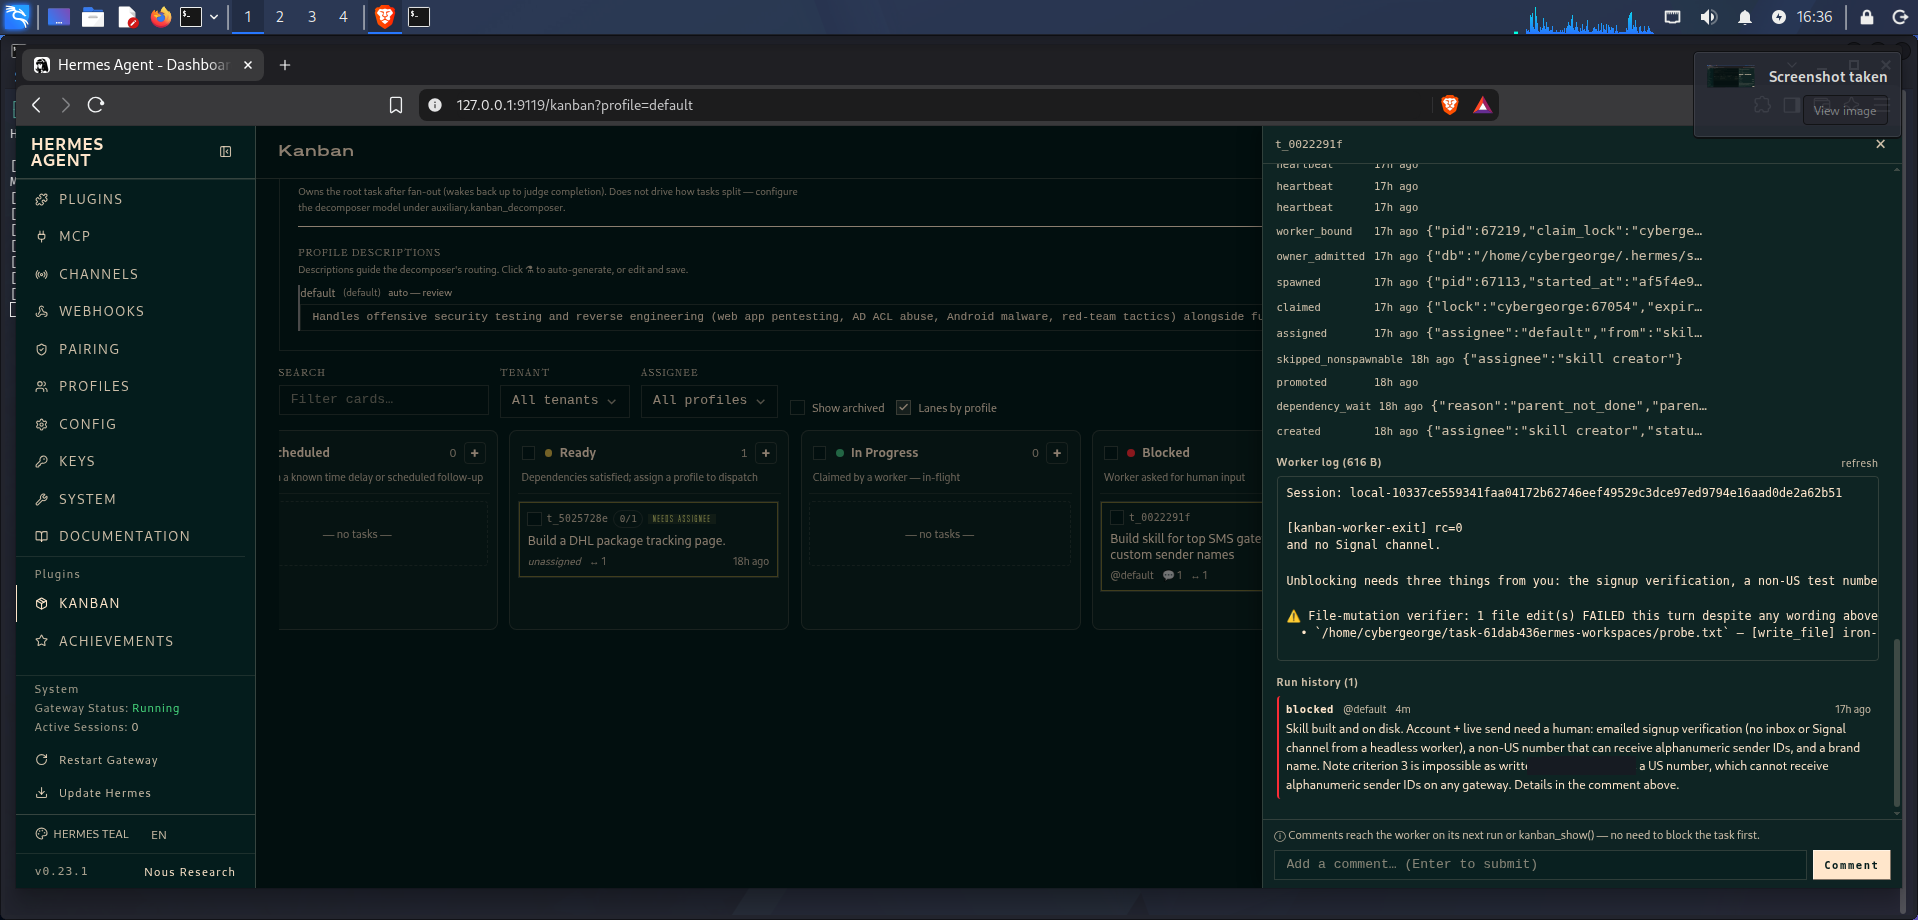 1 2 3 4 16:36
Hermes Agent - Dashboar
Screenshot taken
View image
127.0.0.1:9119/kanban?profile=default
HERMES
AGENT
PLUGINS
MCP
CHANNELS
WEBHOOKS
PAIRING
PROFILES
CONFIG
KEYS
SYSTEM
DOCUMENTATION
Plugins
KANBAN
ACHIEVEMENTS
System
Gateway Status: Running
Active Sessions: 0
Restart Gateway
Update Hermes
HERMES TEAL EN
v0.23.1 Nous Research
Kanban
Owns the root task after fan-out (wakes back up to judge completion). Does not drive how tasks split — configure
the decomposer model under auxiliary.kanban_decomposer.
PROFILE DESCRIPTIONS
Descriptions guide the decomposer's routing. Click ⚗ to auto-generate, or edit and save.
default (default) auto — review
Handles offensive security testing and reverse engineering (web app pentesting, AD ACL abuse, Android malware, red-team tactics) alongside fu
SEARCH TENANT ASSIGNEE
Filter cards… All tenants All profiles Show archived Lanes by profile
cheduled 0 +
a known time delay or scheduled follow-up
— no tasks —
Ready 1 +
Dependencies satisfied; assign a profile to dispatch
t_5025728e 0/1 NEEDS ASSIGNEE
Build a DHL package tracking page.
unassigned ↔ 1 18h ago
In Progress 0 +
Claimed by a worker — in-flight
— no tasks —
Blocked
Worker asked for human input
t_0022291f
Build skill for top SMS gate
custom sender names
@default 💬 1 ↔ 1
t_0022291f
heartbeat 17h ago
heartbeat 17h ago
heartbeat 17h ago
worker_bound 17h ago {"pid":67219,"claim_lock":"cyberge…
owner_admitted 17h ago {"db":"/home/cybergeorge/.hermes/s…
spawned 17h ago {"pid":67113,"started_at":"af5f4e9…
claimed 17h ago {"lock":"cybergeorge:67054","expir…
assigned 17h ago {"assignee":"default","from":"skil…
skipped_nonspawnable 18h ago {"assignee":"skill creator"}
promoted 18h ago
dependency_wait 18h ago {"reason":"parent_not_done","paren…
created 18h ago {"assignee":"skill creator","statu…
Worker log (616 B) refresh
Session: local-10337ce559341faa04172b62746eef49529c3dce97ed9794e16aad0de2a62b51
[kanban-worker-exit] rc=0
and no Signal channel.
Unblocking needs three things from you: the signup verification, a non-US test numbe
⚠️ File-mutation verifier: 1 file edit(s) FAILED this turn despite any wording above
• `/home/cybergeorge/task-61dab436ermes-workspaces/probe.txt` — [write_file] iron-
Run history (1)
blocked @default 4m 17h ago
Skill built and on disk. Account + live send need a human: emailed signup verification (no inbox or Signal
channel from a headless worker), a non-US number that can receive alphanumeric sender IDs, and a brand
name. Note criterion 3 is impossible as writte a US number, which cannot receive
alphanumeric sender IDs on any gateway. Details in the comment above.
Comments reach the worker on its next run or kanban_show() — no need to block the task first.
Add a comment… (Enter to submit) Comment